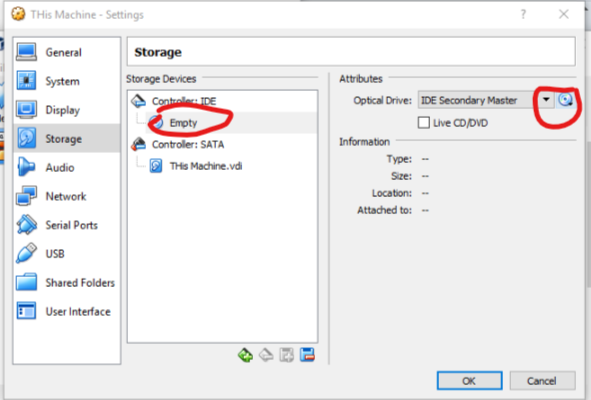 THis Machine - Settings
? ×
General
System
Display
Storage
Audio
Network
Serial Ports
USB
Shared Folders
User Interface
Storage
Storage Devices
Controller: IDE
Empty
Controller: SATA
THis Machine.vdi
Attributes
Optical Drive: IDE Secondary Master
Live CD/DVD
Information
Type: --
Size: --
Location: --
Attached to: --
OK Cancel